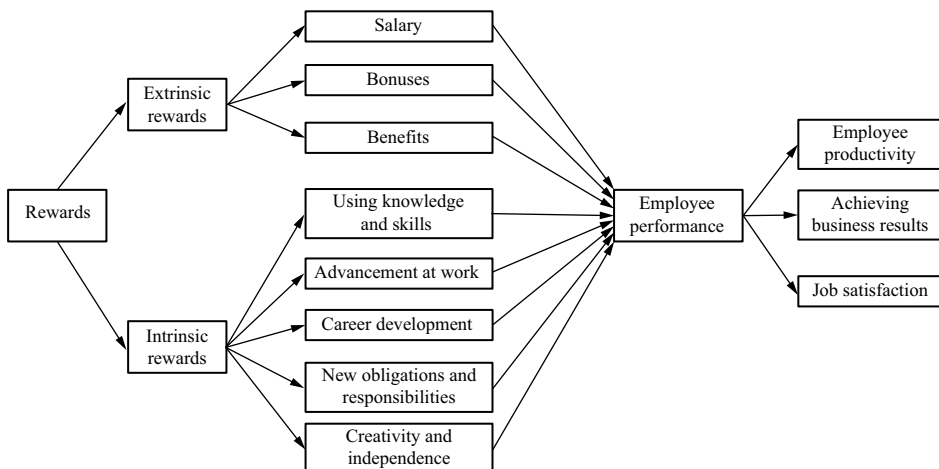 Salary
Extrinsic
rewards
Bonuses
Benefits
Rewards
Using knowledge
and skills
Advancement at work
Career development
Intrinsic
rewards
New obligations and
responsibilities
Creativity and
independence
Employee
performance
Employee
productivity
Achieving
business results
Job satisfaction